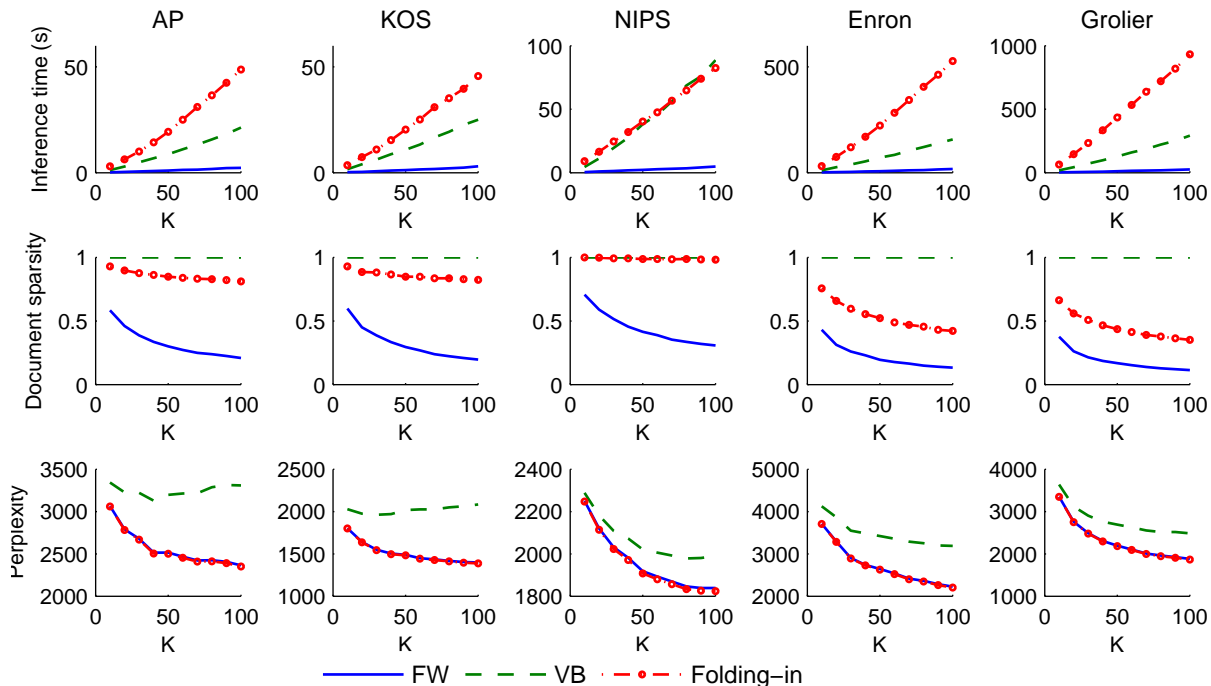 AP KOS NIPS Enron Grolier
Inference time (s)
50
0
0 50 100
K
50
0
0 50 100
K
100
50
0
0 50 100
K
500
0
0 50 100
K
1000
500
0
0 50 100
K
Document sparsity
1
0.5
0
0 50 100
K
1
0.5
0
0 50 100
K
1
0.5
0
0 50 100
K
1
0.5
0
0 50 100
K
1
0.5
0
0 50 100
K
Perplexity
3500
3000
2500
2000
0 50 100
K
2500
2000
1500
1000
0 50 100
K
2400
2200
2000
1800
0 50 100
K
5000
4000
3000
2000
0 50 100
K
4000
3000
2000
1000
0 50 100
K
FW VB Folding−in